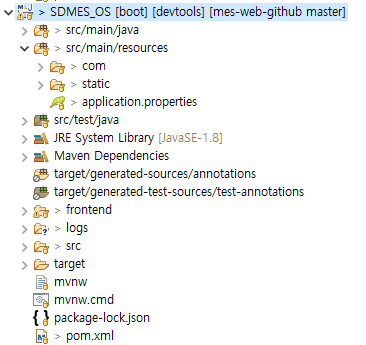 > SDMES_OS [boot] [devtools] [mes-web-github master]
> src/main/java
> src/main/resources
> com
> static
> application.properties
src/test/java
JRE System Library [JavaSE-1.8]
Maven Dependencies
target/generated-sources/annotations
target/generated-test-sources/test-annotations
> frontend
> logs
> src
target
mvnw
mvnw.cmd
package-lock.json
> pom.xml